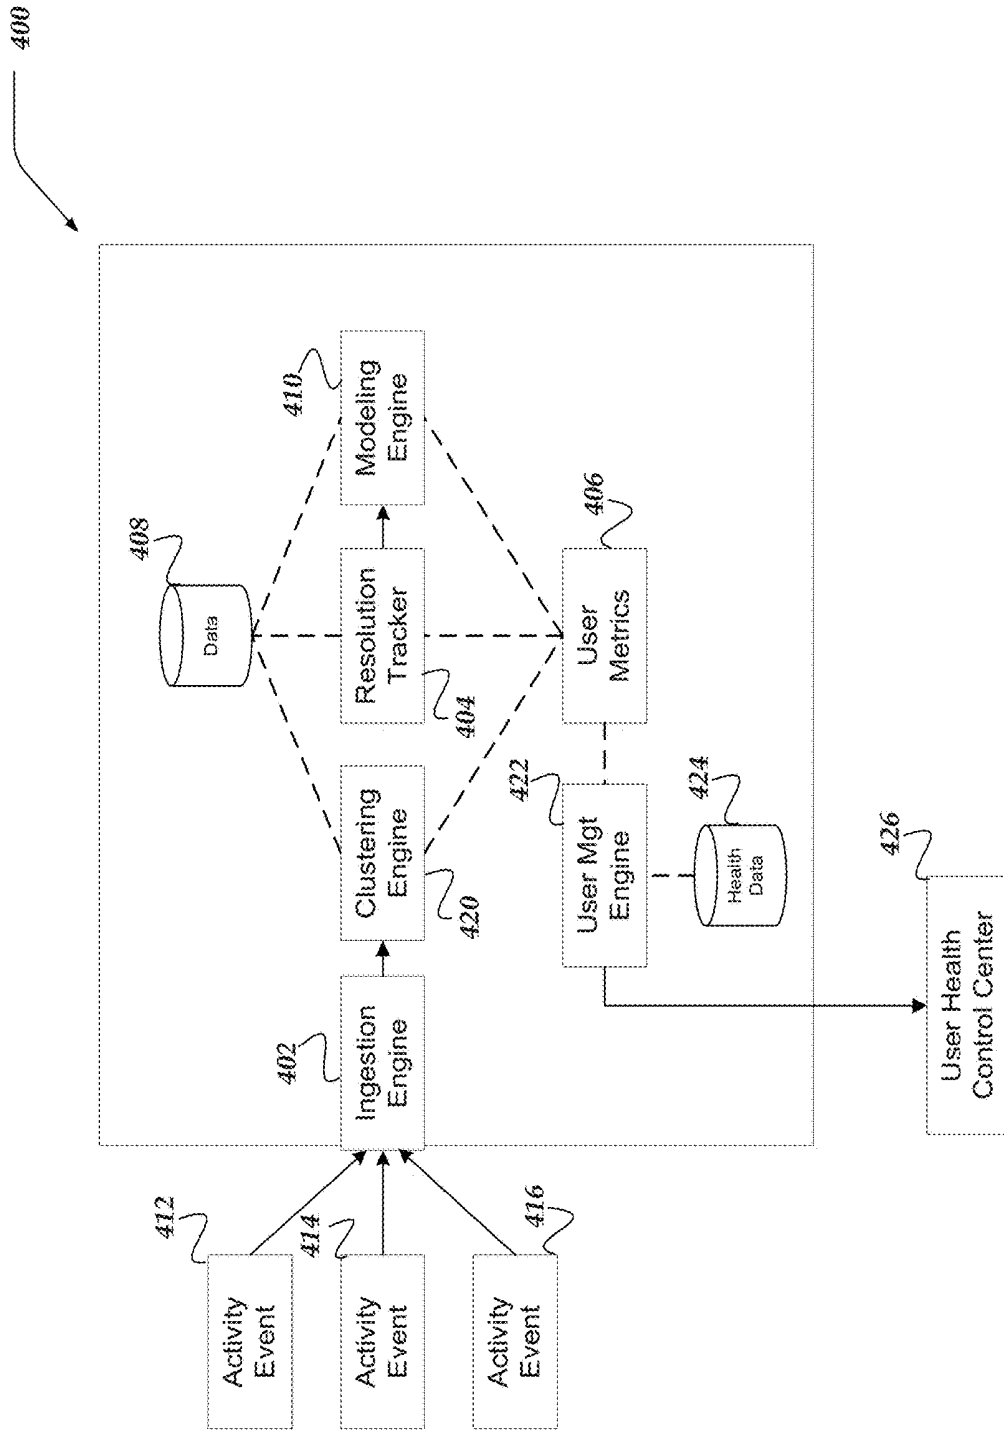 400
408
Data
410
Modeling
Engine
Resolution
Tracker
404
Clustering
Engine
420
402
Ingestion
Engine
412
Activity
Event
414
Activity
Event
416
Activity
Event
406
User
Metrics
422
User Mgt
Engine
424
Health
Data
426
User Health
Control Center